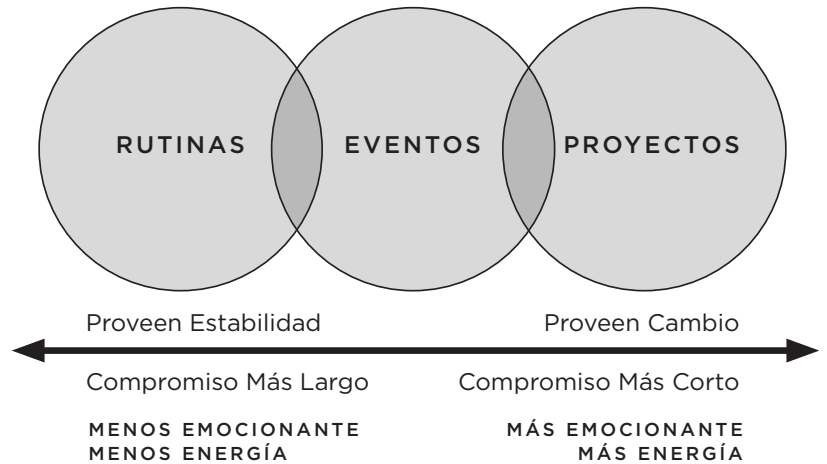 RUTINAS EVENTOS PROYECTOS
Proveen Estabilidad Proveen Cambio
Compromiso Más Largo Compromiso Más Corto
MENOS EMOCIONANTE MÁS EMOCIONANTE
MENOS ENERGÍA MÁS ENERGÍA